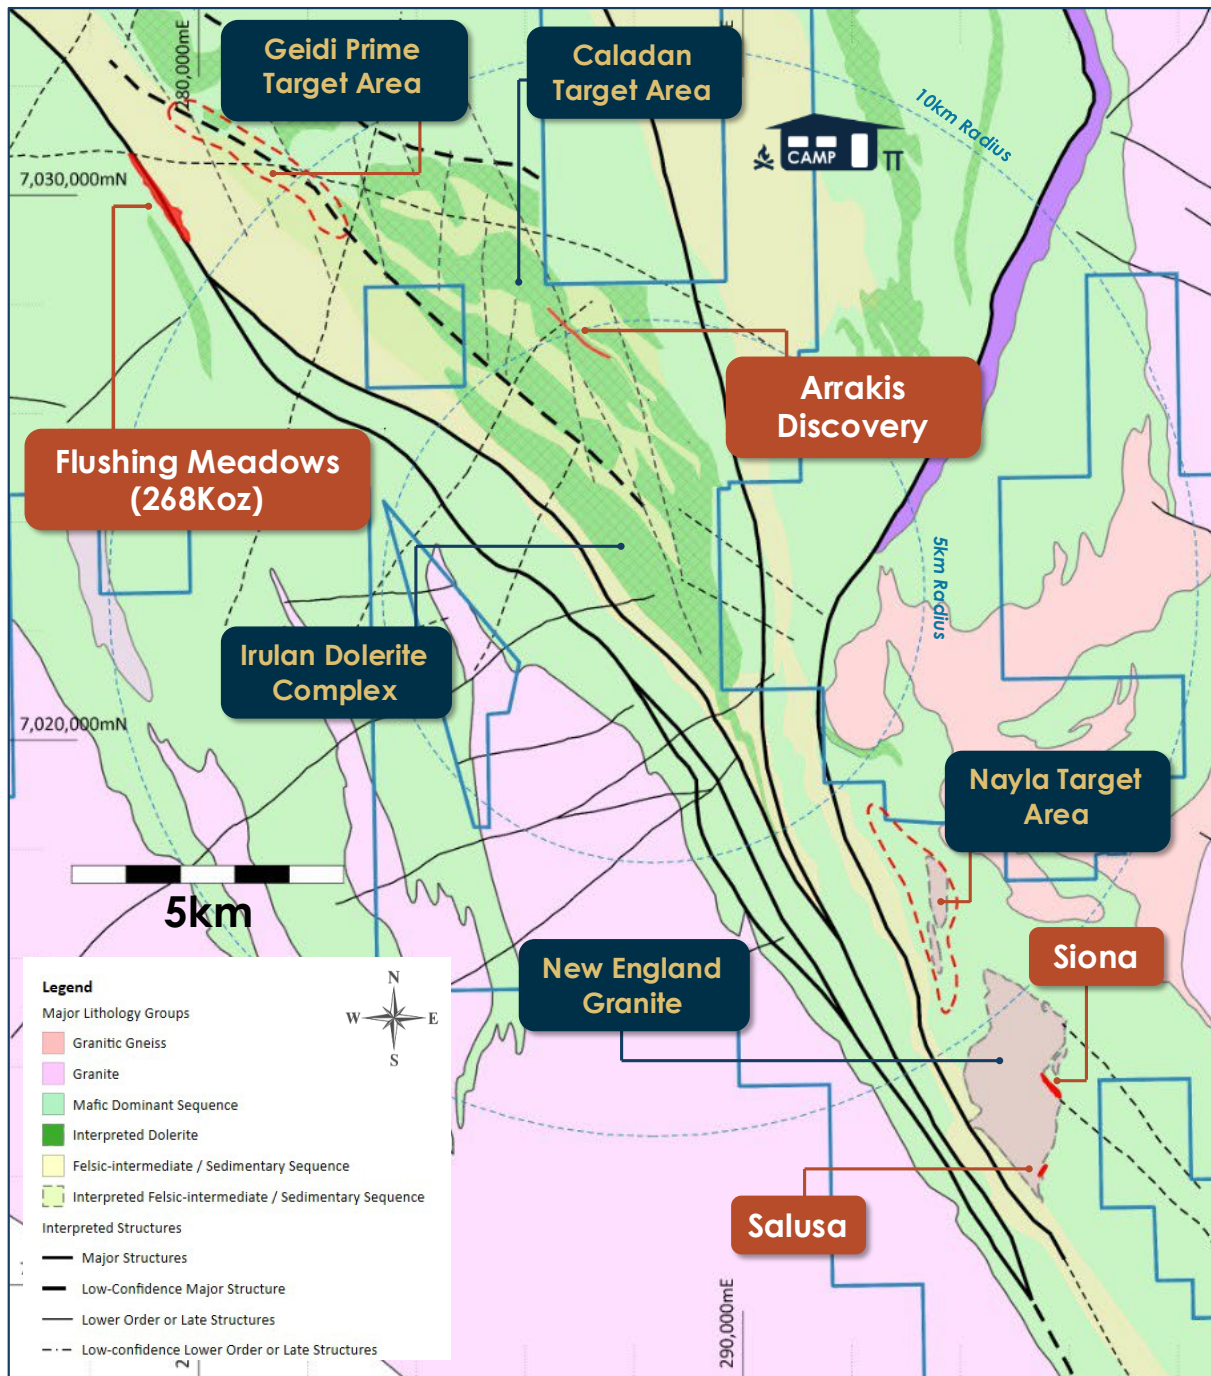 Geidi Prime
Target Area
Caladan
Target Area
280,000mE
E
10km Radius
CAMP
7,030,000mN
Arrakis
Discovery
Flushing Meadows
(268Koz)
5km Radius
Irulan Dolerite
Complex
7,020,000mN
Nayla Target
Area
5km
New England
Granite
Siona
Salusa
290,000mE
Legend
Major Lithology Groups
Granitic Gneiss
Granite
Mafic Dominant Sequence
Interpreted Dolerite
Felsic-intermediate / Sedimentary Sequence
Interpreted Felsic-intermediate / Sedimentary Sequence
Interpreted Structures
Major Structures
Low-Confidence Major Structure
Lower Order or Late Structures
Low-confidence Lower Order or Late Structures
N
W
E
S
2